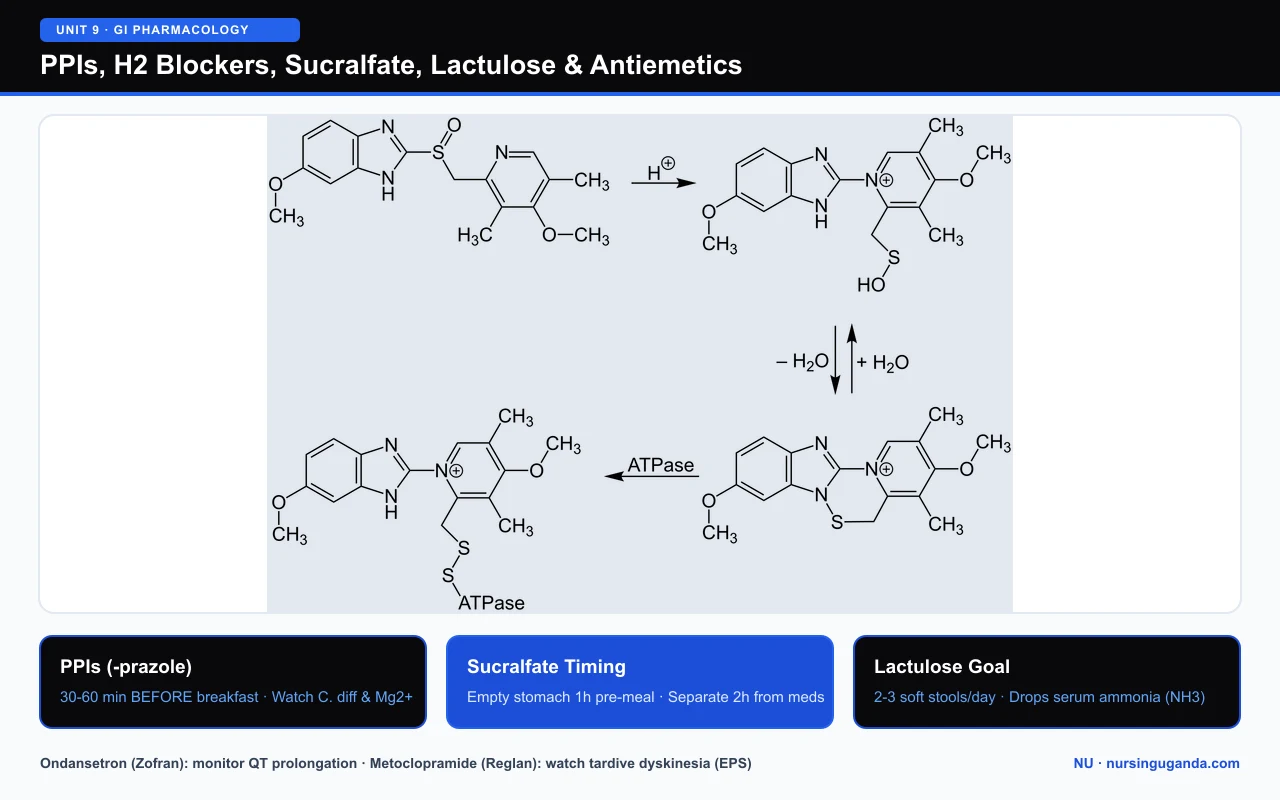 UNIT 9 · GI PHARMACOLOGY
PPIs, H2 Blockers, Sucralfate, Lactulose & Antiemetics
O
N
S
N
H
O
CH₃
N
CH₃
H₃C
O—CH₃
H⊕
CH₃
N
CH₃
N⊕
O
N
H
O
CH₃
CH₃
S
HO
– H₂O
+ H₂O
CH₃
N
CH₃
N⊕
O
N
O
S
CH₃
CH₃
ATPase
CH₃
N
CH₃
N⊕
O
N
H
O
CH₃
CH₃
S
S
ATPase
PPIs (-prazole)
30-60 min BEFORE breakfast · Watch C. diff & Mg2+
Sucralfate Timing
Empty stomach 1h pre-meal · Separate 2h from meds
Lactulose Goal
2-3 soft stools/day · Drops serum ammonia (NH3)
Ondansetron (Zofran): monitor QT prolongation · Metoclopramide (Reglan): watch tardive dyskinesia (EPS)
NU · nursinguganda.com